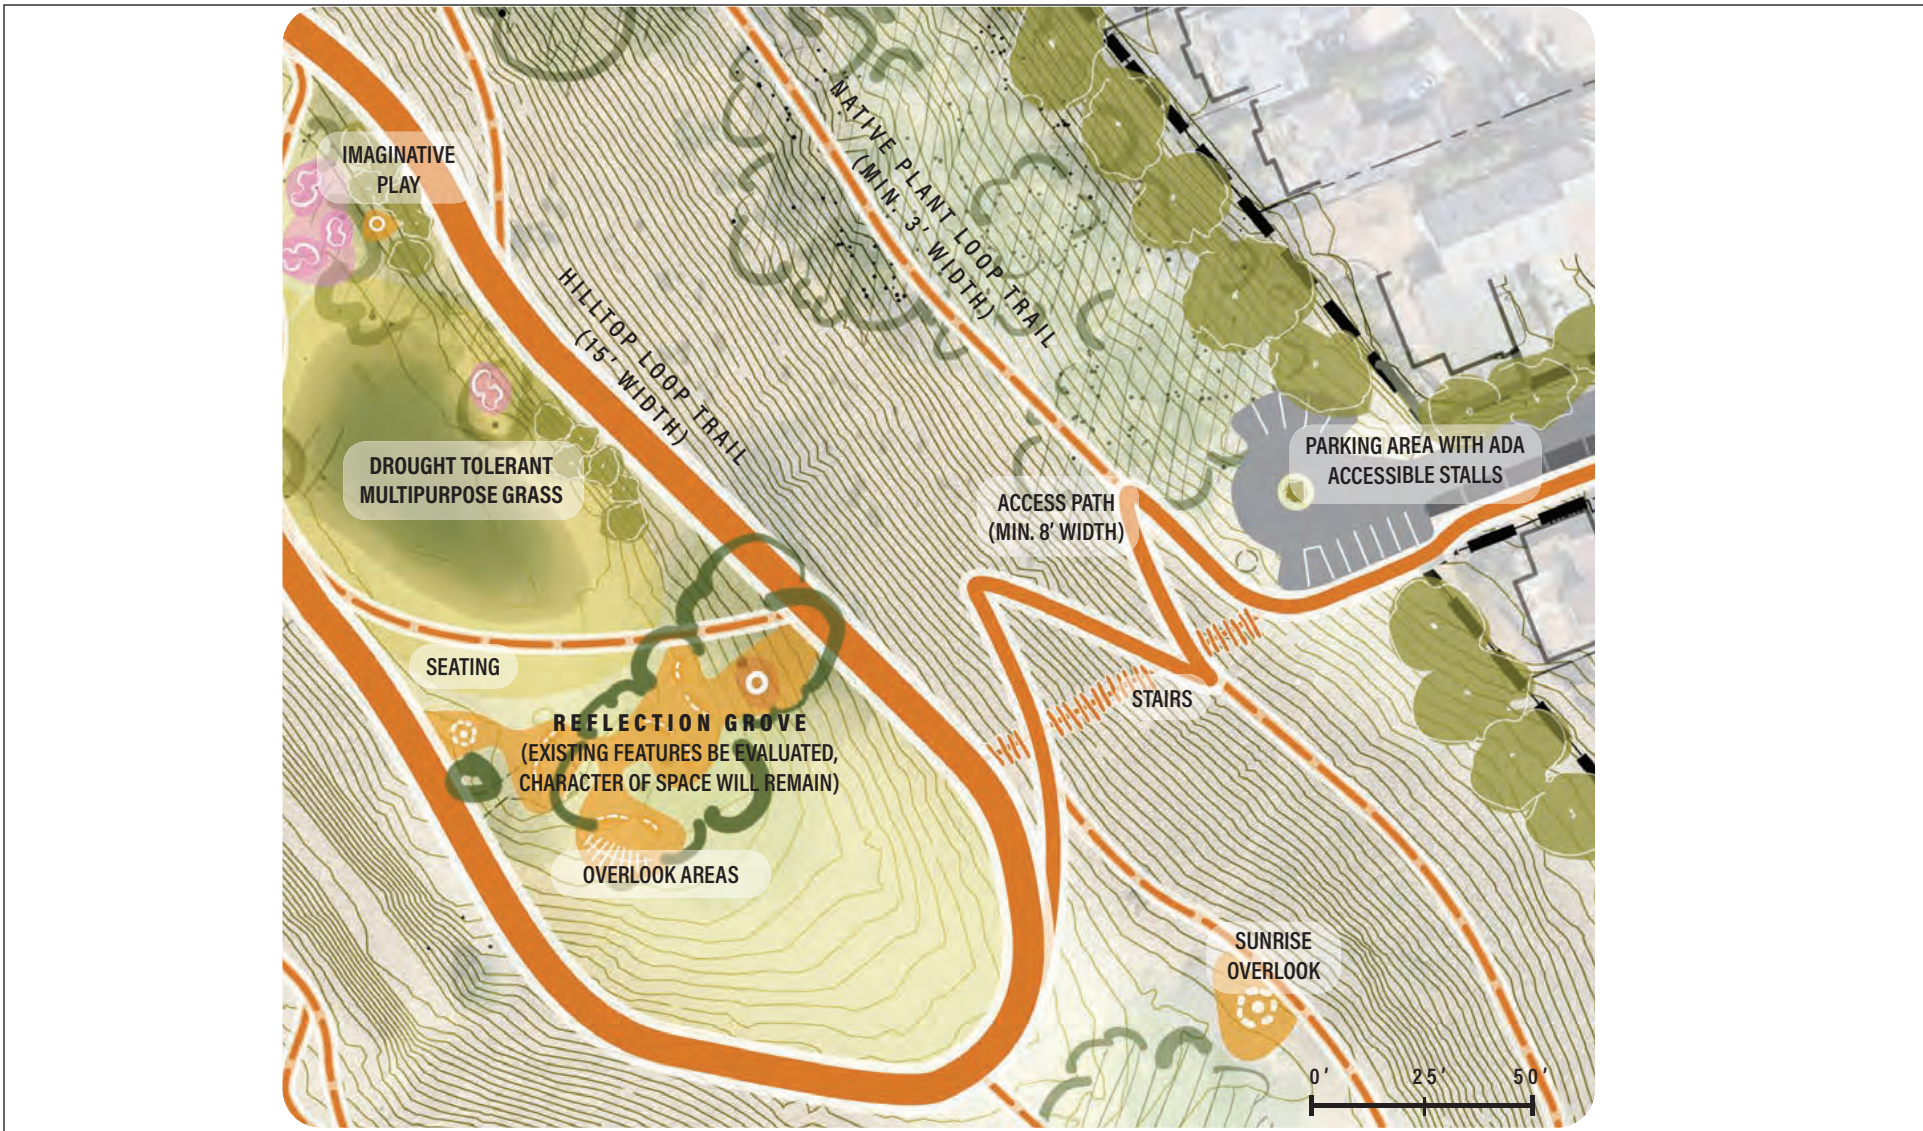 IMAGINATIVE
PLAY
NATIVE PLANT LOOP TRAIL
(MIN. 3' WIDTH)
HILLTOP LOOP TRAIL
(15' WIDTH)
DROUGHT TOLERANT
MULTIPURPOSE GRASS
PARKING AREA WITH ADA
ACCESSIBLE STALLS
ACCESS PATH
(MIN. 8' WIDTH)
SEATING
STAIRS
REFLECTION GROVE
(EXISTING FEATURES BE EVALUATED,
CHARACTER OF SPACE WILL REMAIN)
OVERLOOK AREAS
SUNRISE
OVERLOOK
0' 25' 50'